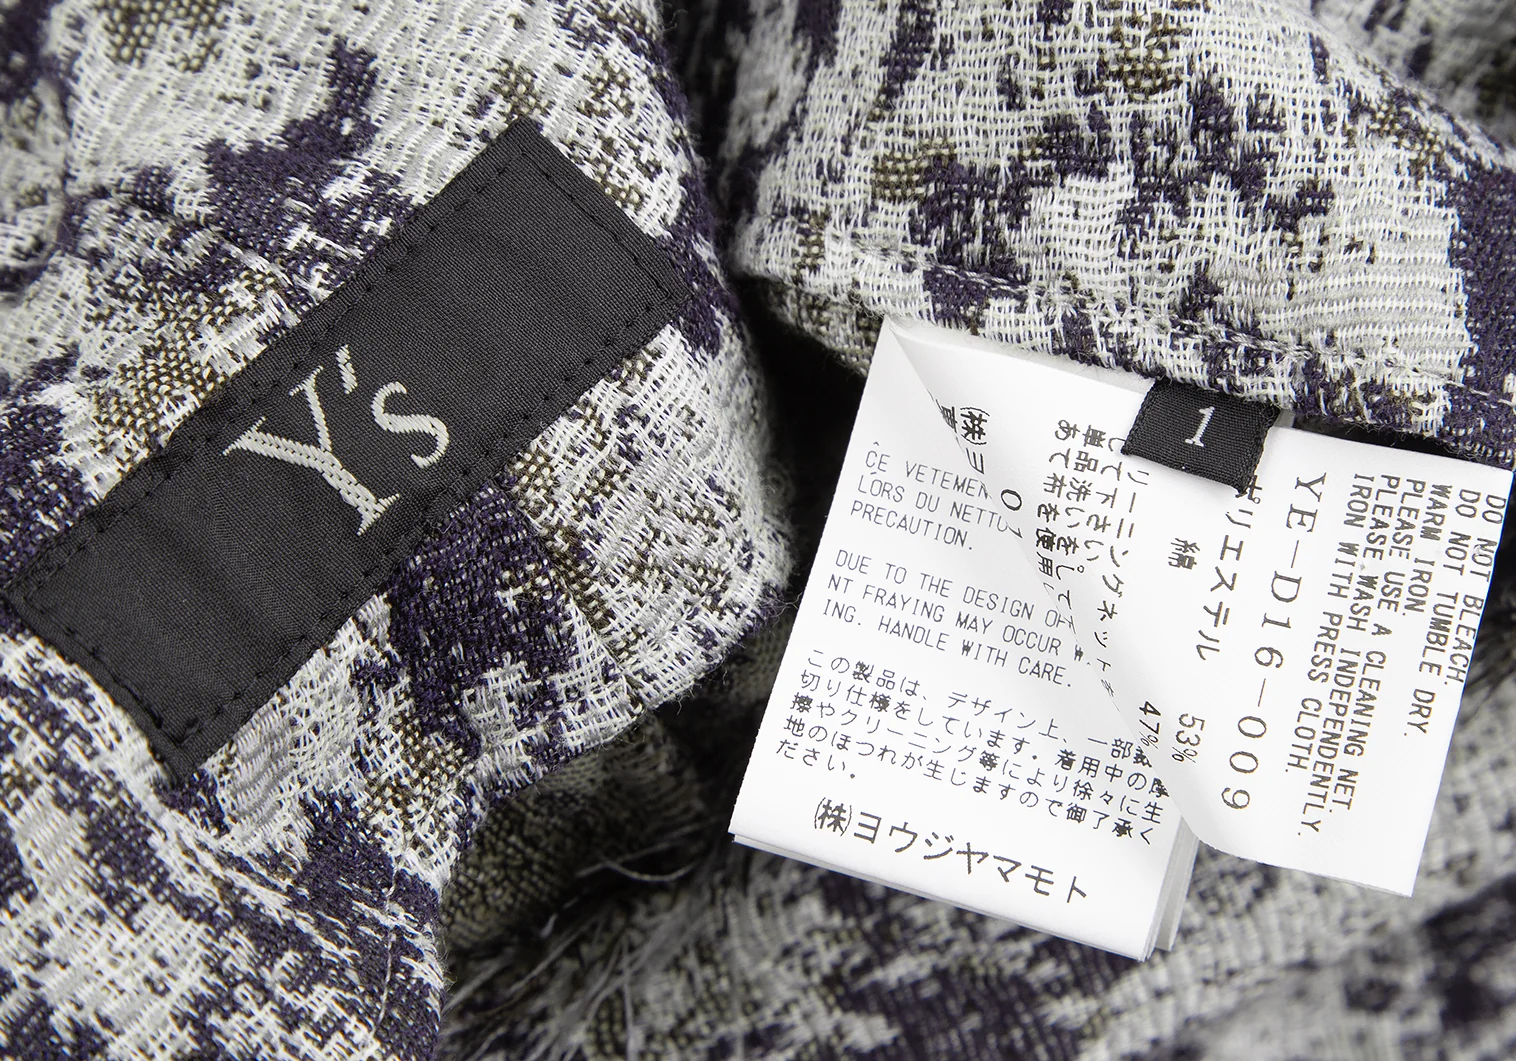 Y's
1
DO NOT BLEACH.
DO NOT TUMBLE DRY.
WARM IRON.
PLEASE USE A CLEANING NET.
PLEASE WASH INDEPENDENTLY.
IRON WITH PRESS CLOTH.
YE-D16-009
ポリエステル 53%
綿 47%
(株)ヨ
01
CE VETEMEN
LORS DU NETTO
PRECAUTION.
DUE TO THE DESIGN OF
NT FRAYING MAY OCCUR
ING. HANDLE WITH CARE.
この製品は、デザイン上、一部裁
切り仕様をしています。着用中の摩
擦やクリーニング等により徐々に生
地のほつれが生じますので御了承く
ださい。
(株)ヨウジヤマモト